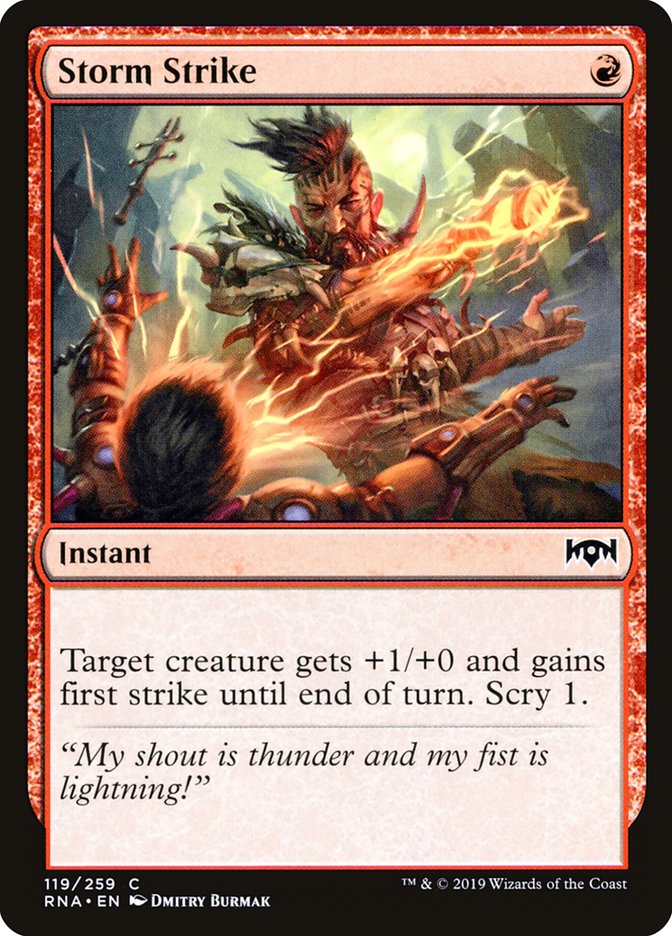 Storm Strike
Instant
Target creature gets +1/+0 and gains
first strike until end of turn. Scry 1.
“My shout is thunder and my fist is
lightning!”
119/259 C
RNA • EN Dmitry Burmak
™ & © 2019 Wizards of the Coast